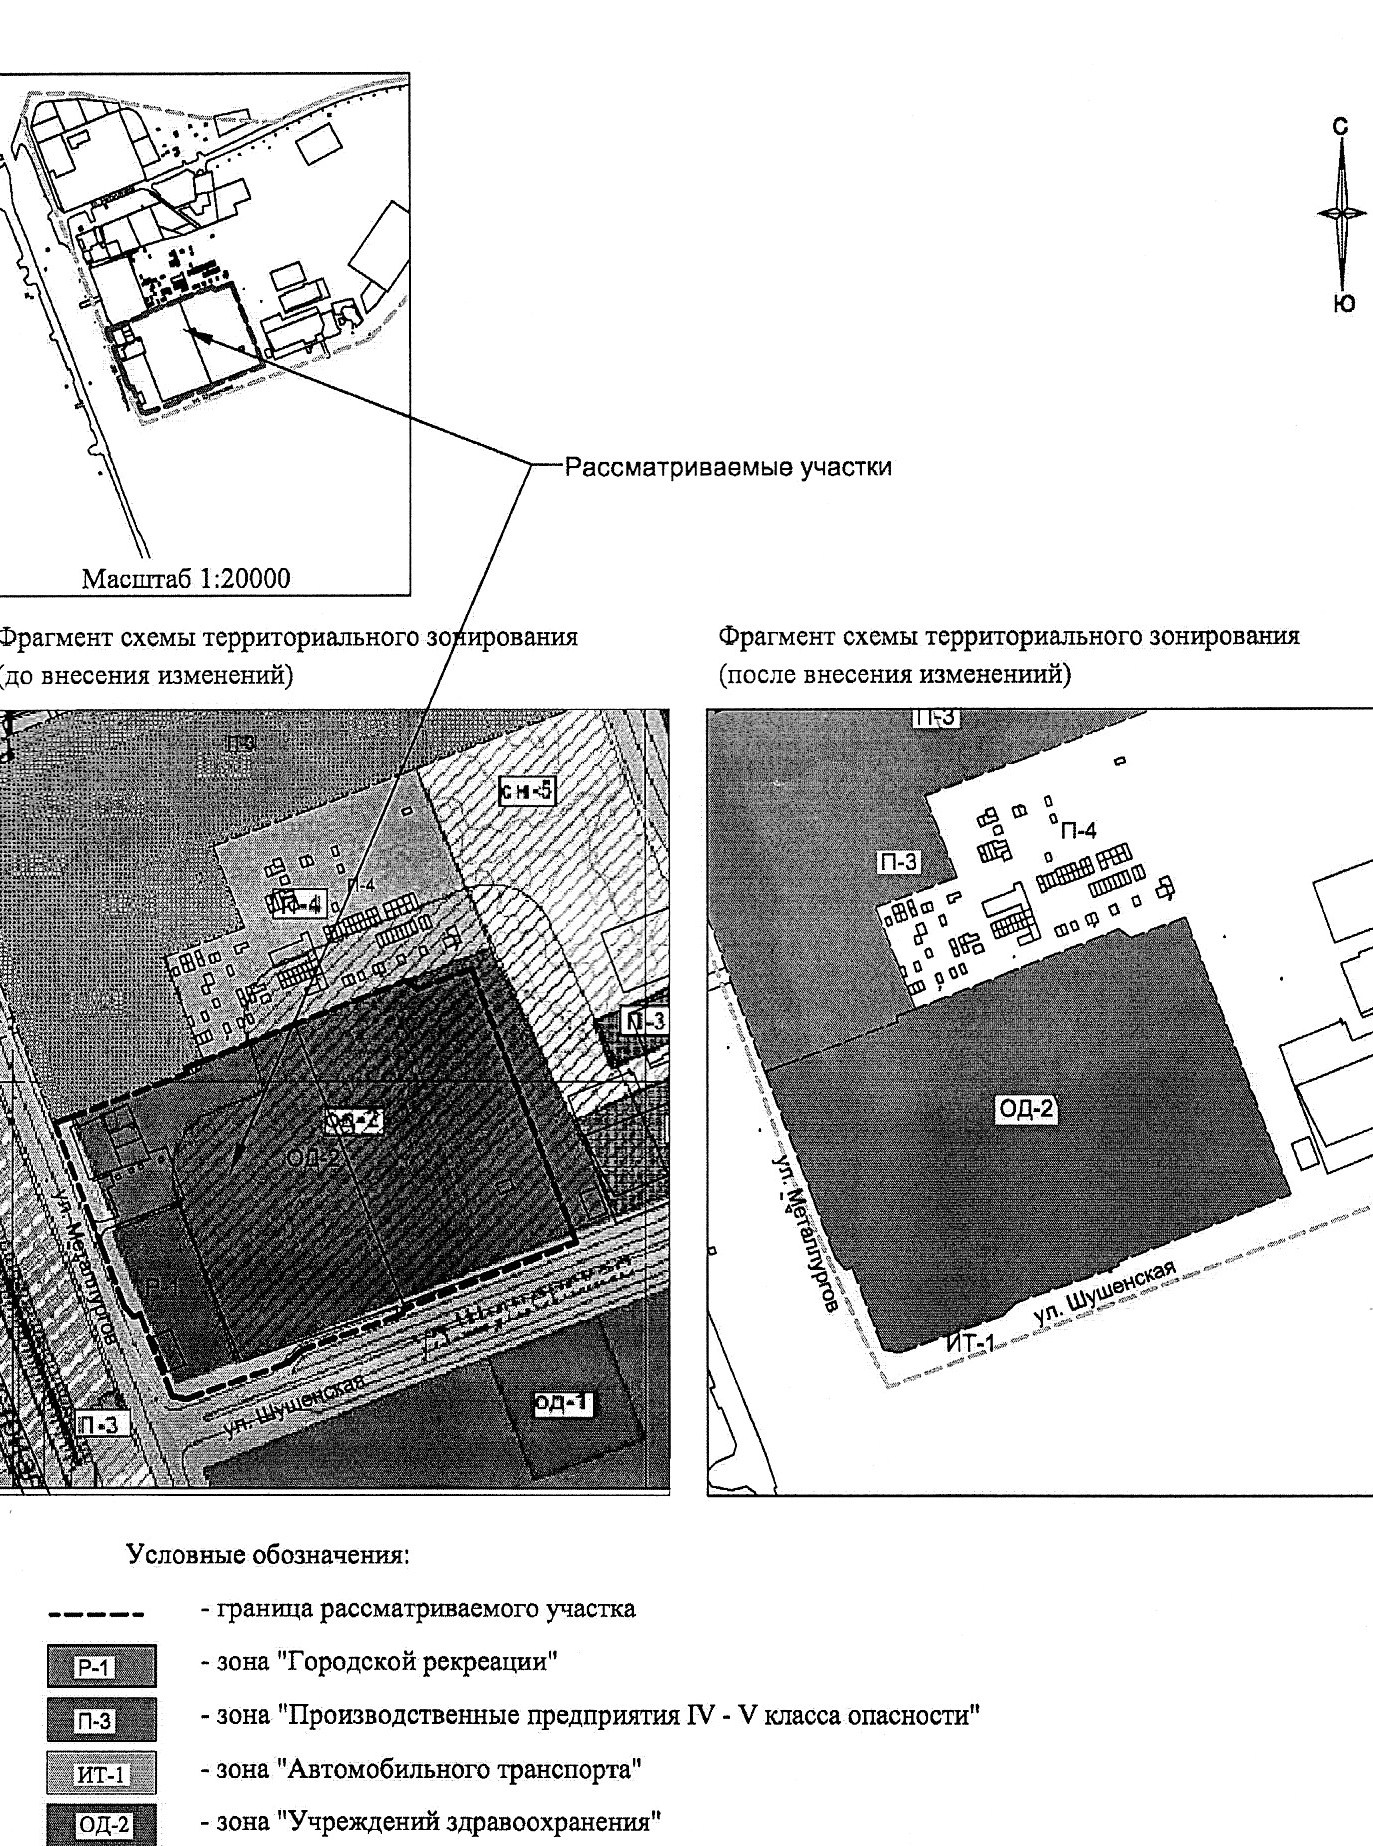 С
Ю
Рассматриваемые участки
Масштаб 1:20000
Фрагмент схемы территориального зонирования
(до внесения изменений)
Фрагмент схемы территориального зонирования
(после внесения изменениий)
П-3
сн-5
П-4
П-4
П-3
ОД-2
ОД-2
Р-1
ул. Металлургов
ул. Шушенская
П-3
ОД-1
П-3
П-4
П-3
ОД-2
ул. Металлургов
ул. Шушенская
ИТ-1
Условные обозначения:
- граница рассматриваемого участка
Р-1
- зона "Городской рекреации"
П-3
- зона "Производственные предприятия IV - V класса опасности"
ИТ-1
- зона "Автомобильного транспорта"
ОД-2
- зона "Учреждений здравоохранения"